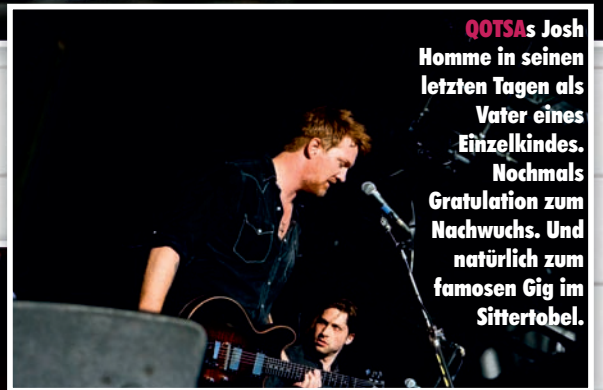 QOTSAs Josh
Homme in seinen
letzten Tagen als
Vater eines
Einzelkindes.
Nochmals
Gratulation zum
Nachwuchs. Und
natürlich zum
famosen Gig im
Sittertobel.